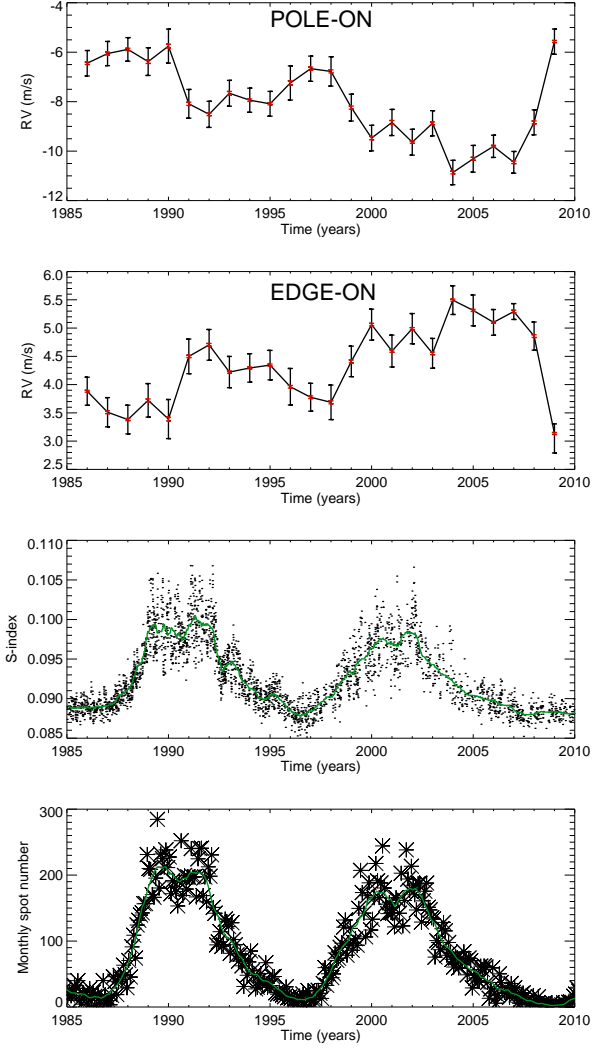 POLE-ON
-4
-6
-8
-10
-12
RV (m/s)
1985 1990 1995 2000 2005 2010
Time (years)
EDGE-ON
6.0
5.5
5.0
4.5
4.0
3.5
3.0
2.5
RV (m/s)
1985 1990 1995 2000 2005 2010
Time (years)
0.110
0.105
0.100
0.095
0.090
0.085
S-index
1985 1990 1995 2000 2005 2010
Time (years)
300
200
100
0
Monthly spot number
1985 1990 1995 2000 2005 2010
Time (years)